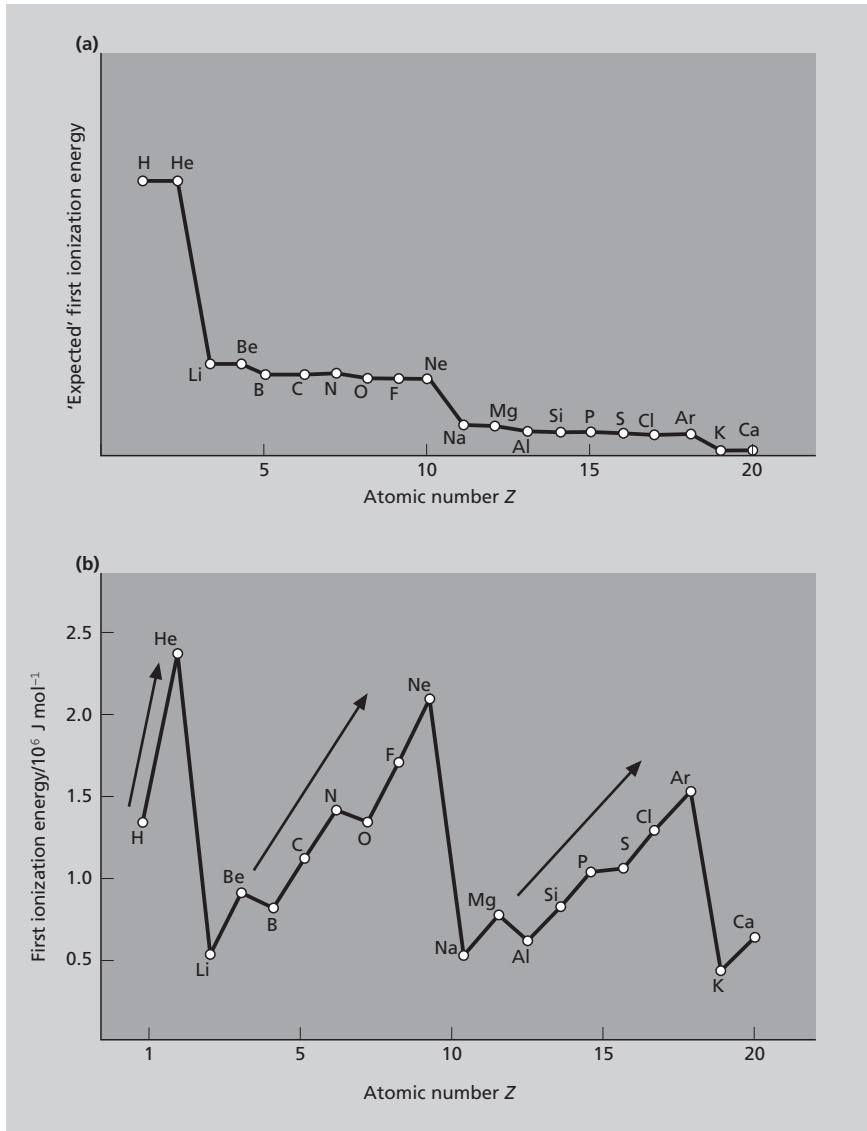 (a)
'Expected' first ionization energy
H He
Li Be B C N O F Ne
Na Mg Al Si P S Cl Ar K Ca
5 10 15 20
Atomic number Z
(b)
First ionization energy/10⁶ J mol⁻¹
2.5
2.0
1.5
1.0
0.5
H He
Li Be B C N O F Ne
Na Mg Al Si P S Cl Ar K Ca
1 5 10 15 20
Atomic number Z